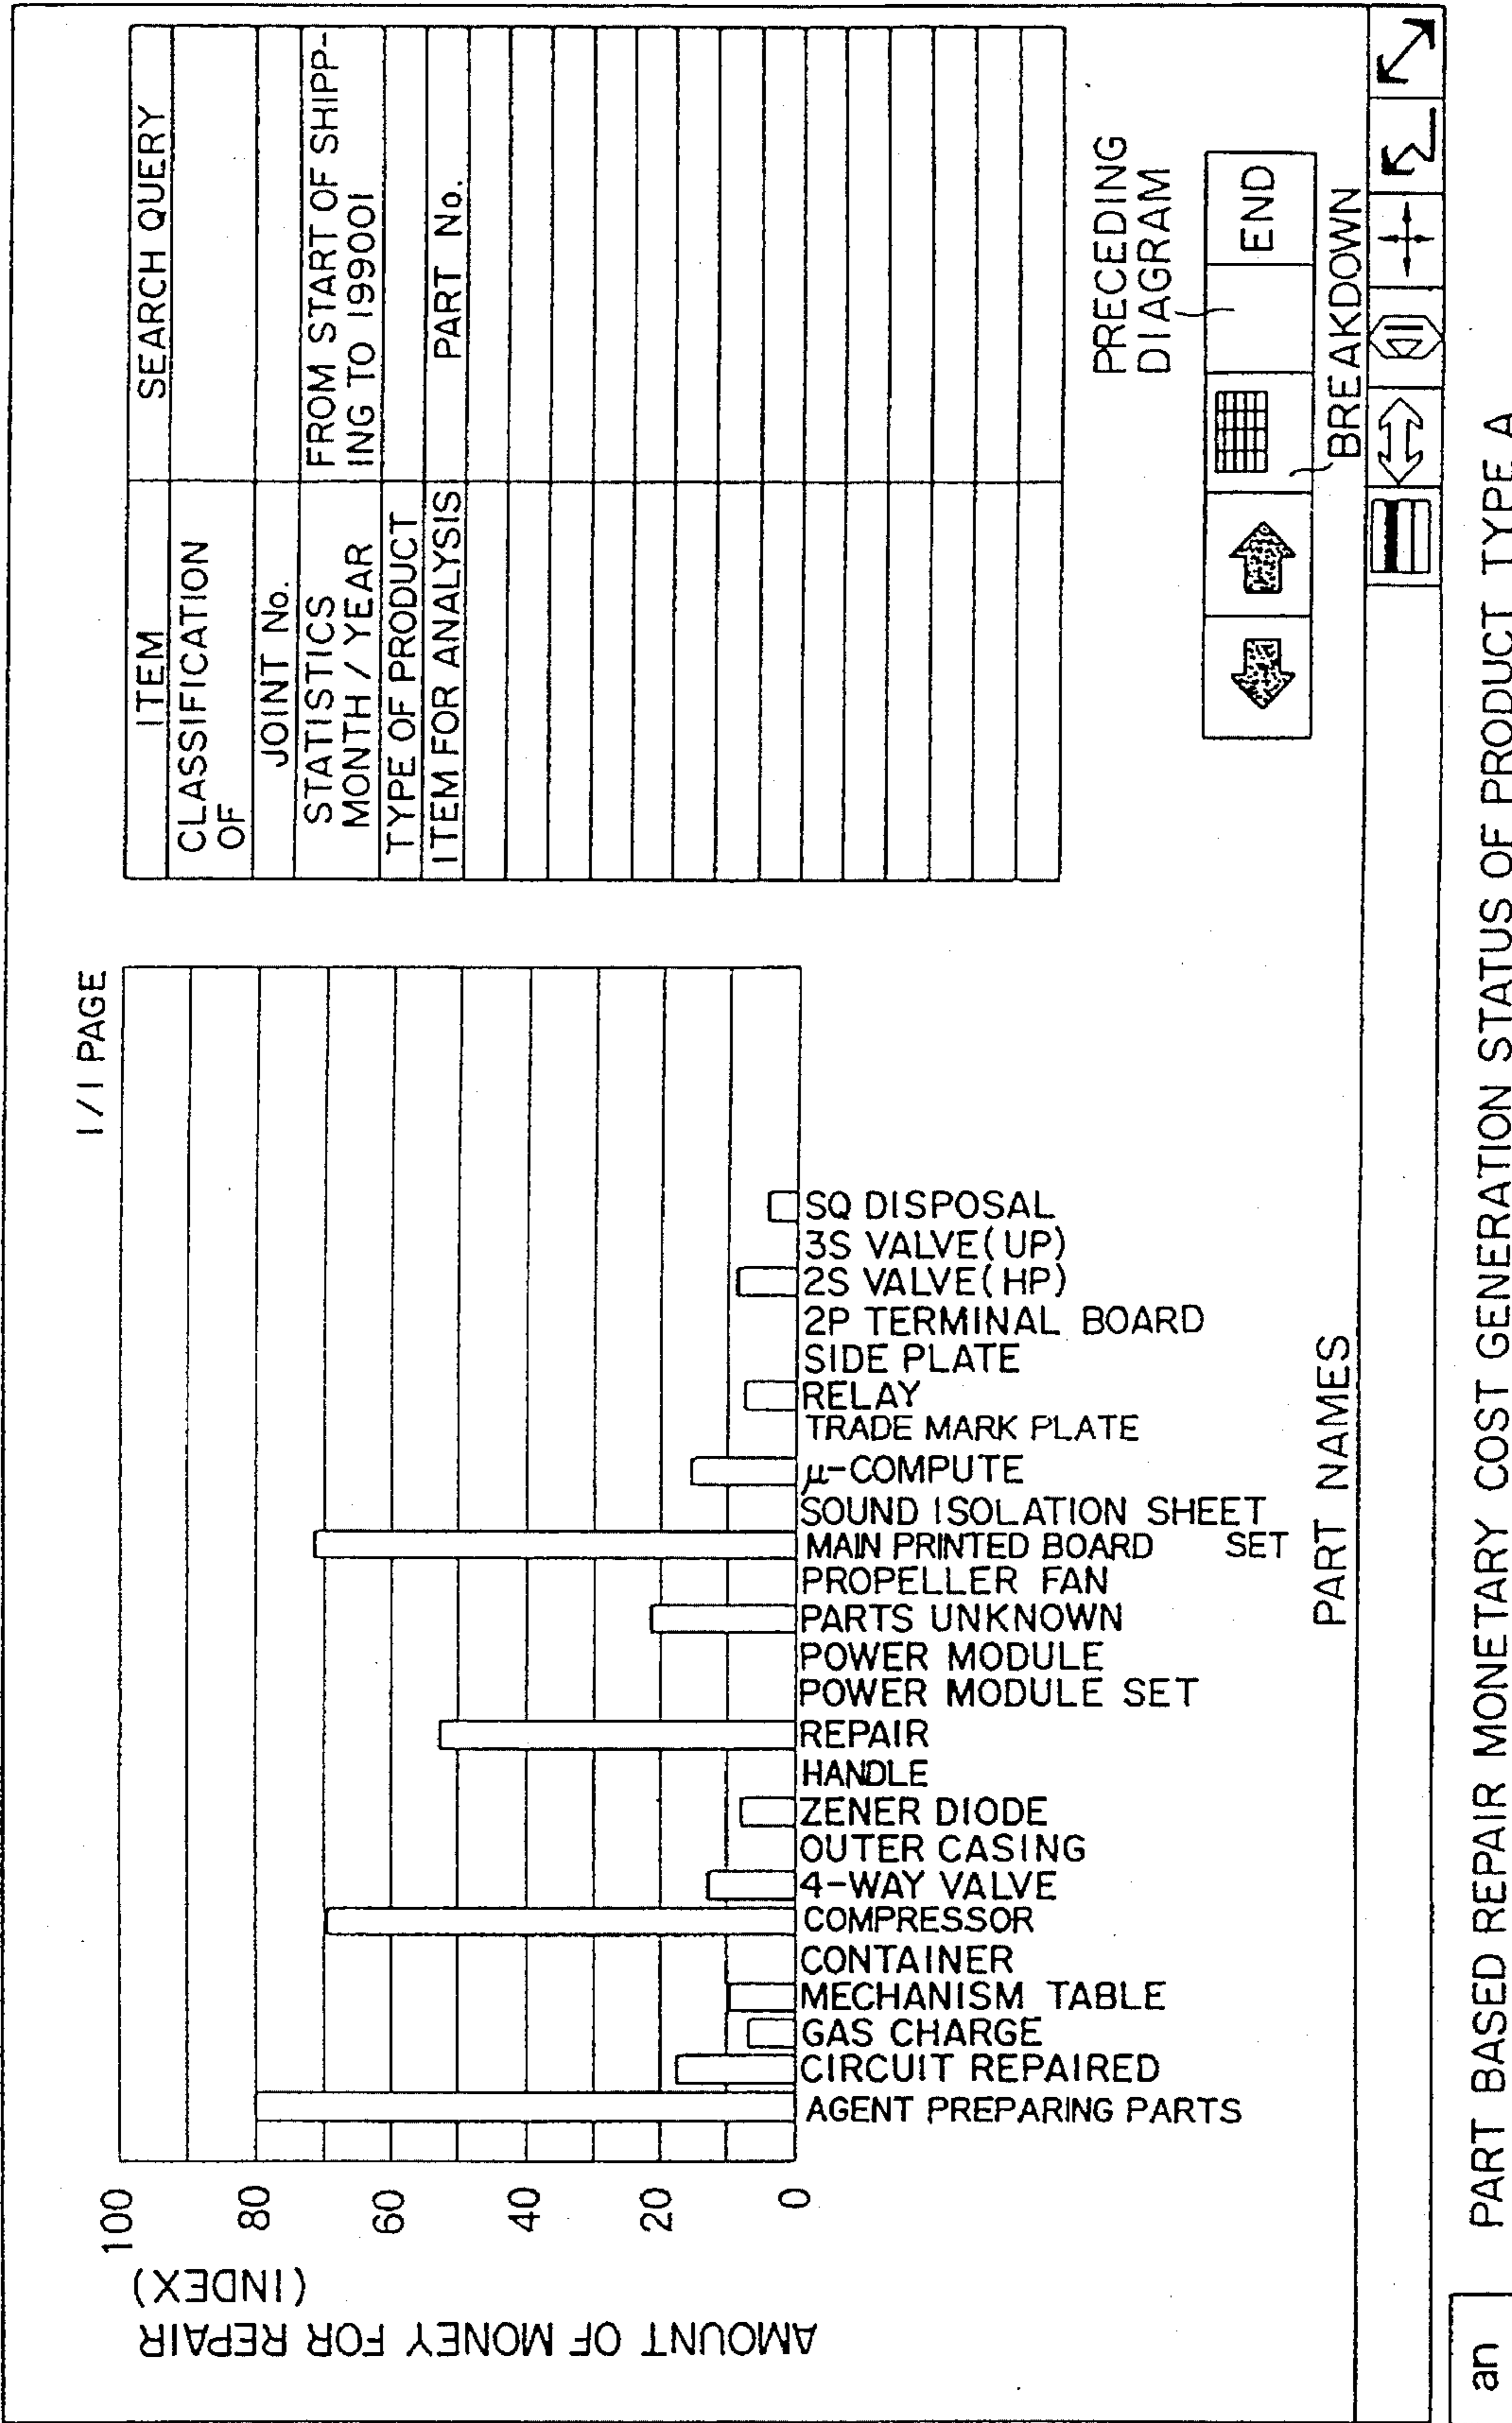 1/1 PAGE
AMOUNT OF MONEY FOR REPAIR
(INDEX)
100
80
60
40
20
0
AGENT PREPARING PARTS
CIRCUIT REPAIRED
GAS CHARGE
MECHANISM TABLE
CONTAINER
COMPRESSOR
4-WAY VALVE
OUTER CASING
ZENER DIODE
HANDLE
REPAIR
POWER MODULE SET
POWER MODULE
PARTS UNKNOWN
PROPELLER FAN
MAIN PRINTED BOARD SET
SOUND ISOLATION SHEET
μ-COMPUTE
TRADE MARK PLATE
RELAY
SIDE PLATE
2P TERMINAL BOARD
2S VALVE(HP)
3S VALVE(UP)
SQ DISPOSAL
PART NAMES
ITEM SEARCH QUERY
CLASSIFICATION
OF
JOINT No.
STATISTICS FROM START OF SHIPP-
MONTH / YEAR ING TO 199001
TYPE OF PRODUCT
ITEM FOR ANALYSIS PART No.
PRECEDING
DIAGRAM
END
BREAKDOWN
an PART BASED REPAIR MONETARY COST GENERATION STATUS OF PRODUCT TYPE A